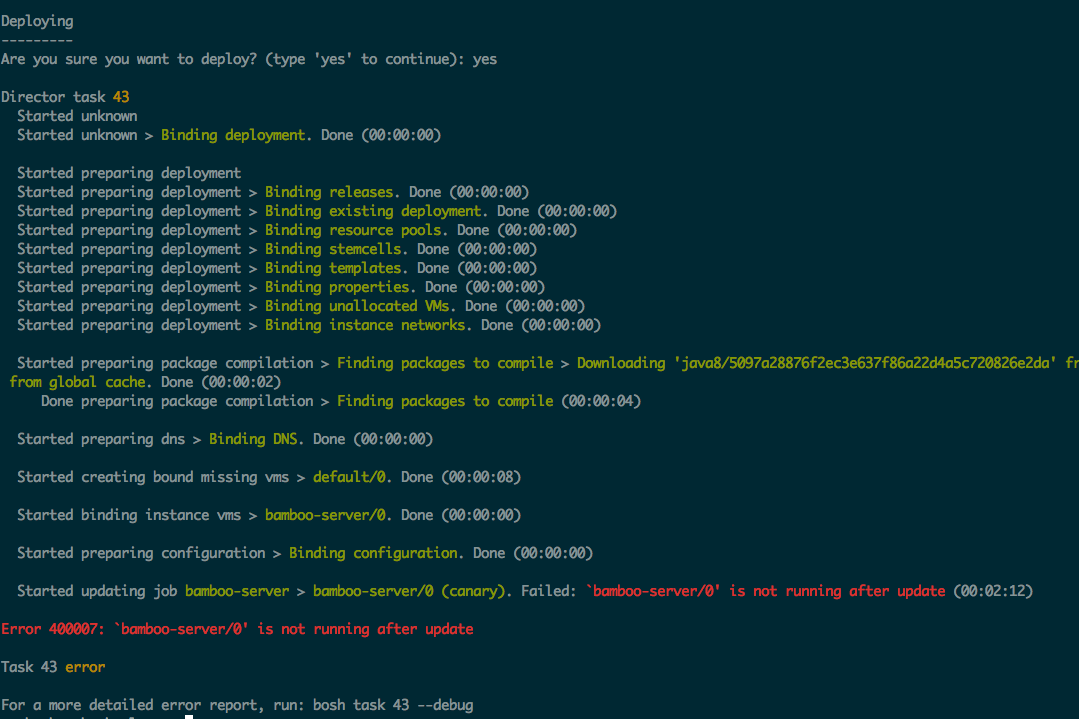 Deploying
---------
Are you sure you want to deploy? (type 'yes' to continue): yes
Director task 43
Started unknown
Started unknown > Binding deployment. Done (00:00:00)
Started preparing deployment
Started preparing deployment > Binding releases. Done (00:00:00)
Started preparing deployment > Binding existing deployment. Done (00:00:00)
Started preparing deployment > Binding resource pools. Done (00:00:00)
Started preparing deployment > Binding stemcells. Done (00:00:00)
Started preparing deployment > Binding templates. Done (00:00:00)
Started preparing deployment > Binding properties. Done (00:00:00)
Started preparing deployment > Binding unallocated VMs. Done (00:00:00)
Started preparing deployment > Binding instance networks. Done (00:00:00)
Started preparing package compilation > Finding packages to compile > Downloading 'java8/5097a28876f2ec3e637f86a22d4a5c720826e2da' fr
from global cache. Done (00:00:02)
Done preparing package compilation > Finding packages to compile (00:00:04)
Started preparing dns > Binding DNS. Done (00:00:00)
Started creating bound missing vms > default/0. Done (00:00:08)
Started binding instance vms > bamboo-server/0. Done (00:00:00)
Started preparing configuration > Binding configuration. Done (00:00:00)
Started updating job bamboo-server > bamboo-server/0 (canary). Failed: `bamboo-server/0' is not running after update (00:02:12)
Error 400007: `bamboo-server/0' is not running after update
Task 43 error
For a more detailed error report, run: bosh task 43 --debug